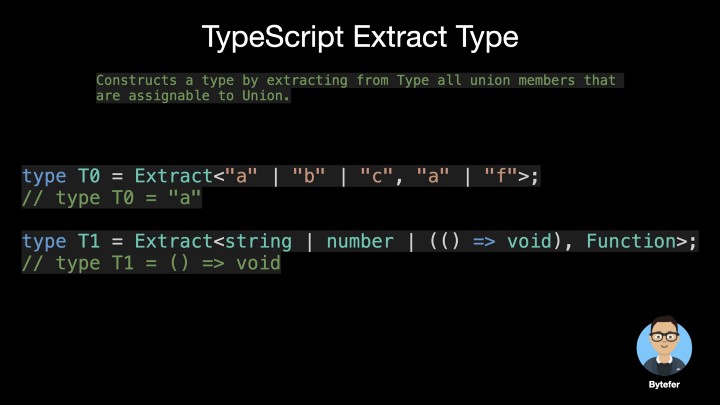 TypeScript Extract Type
Constructs a type by extracting from Type all union members that
are assignable to Union.
type T0 = Extract<"a" | "b" | "c", "a" | "f">;
// type T0 = "a"
type T1 = Extract<string | number | (() => void), Function>;
// type T1 = () => void
Bytefer